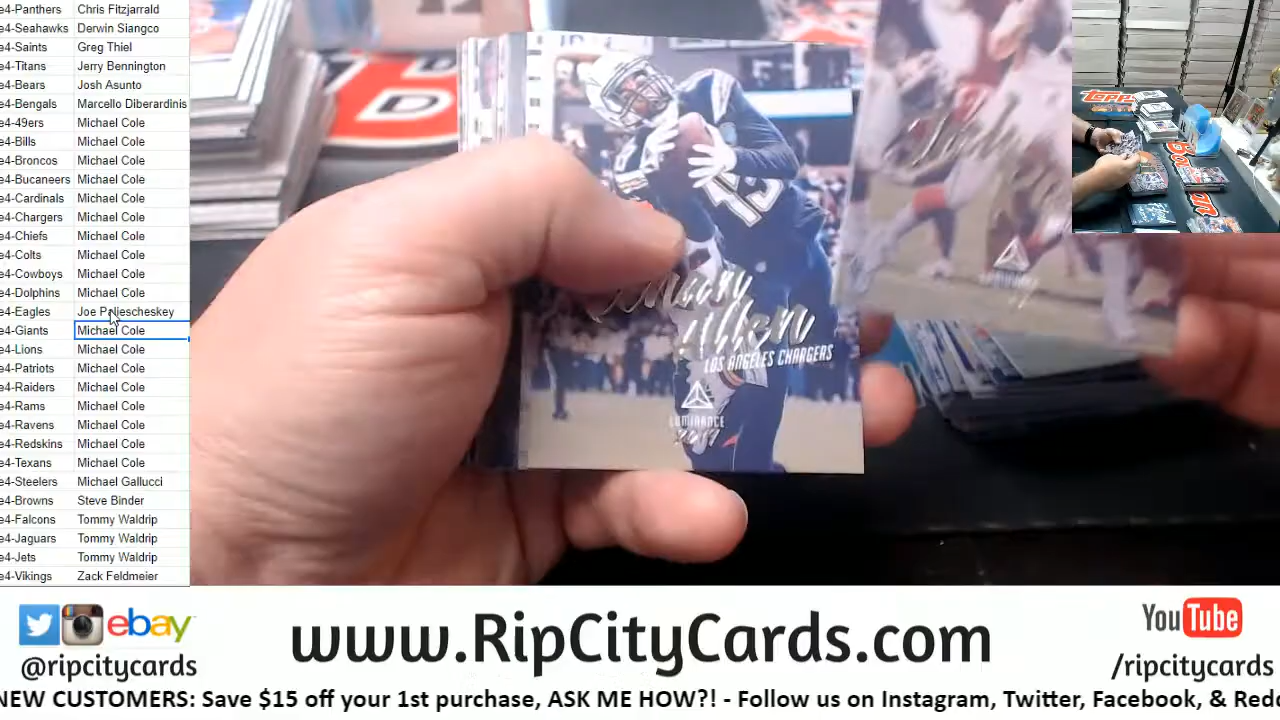 e4-Panthers Chris Fitzjarrald
e4-Seahawks Derwin Siangco
e4-Saints Greg Thiel
e4-Titans Jerry Bennington
e4-Bears Josh Asunto
e4-Bengals Marcello Diberardinis
e4-49ers Michael Cole
e4-Bills Michael Cole
e4-Broncos Michael Cole
e4-Bucaneers Michael Cole
e4-Cardinals Michael Cole
e4-Chargers Michael Cole
e4-Chiefs Michael Cole
e4-Colts Michael Cole
e4-Cowboys Michael Cole
e4-Dolphins Michael Cole
e4-Eagles Joe
e4-Giants Michael Cole
e4-Lions Michael Cole
e4-Patriots Michael Cole
e4-Raiders Michael Cole
e4-Rams Michael Cole
e4-Ravens Michael Cole
e4-Redskins Michael Cole
e4-Texans Michael Cole
e4-Steelers Michael Gallucci
e4-Browns Steve Binder
e4-Falcons Tommy Waldrip
e4-Jaguars Tommy Waldrip
e4-Jets Tommy Waldrip
e4-Vikings Zack Feldmeier
15
Allen
LOS ANGELES CHARGERS
LUMINANCE
2017
TOPPS
ebay
@ripcitycards
www.RipCityCards.com
YouTube
/ripcitycards
NEW CUSTOMERS: Save $15 off your 1st purchase, ASK ME HOW?! - Follow us on Instagram, Twitter, Facebook, & Redd